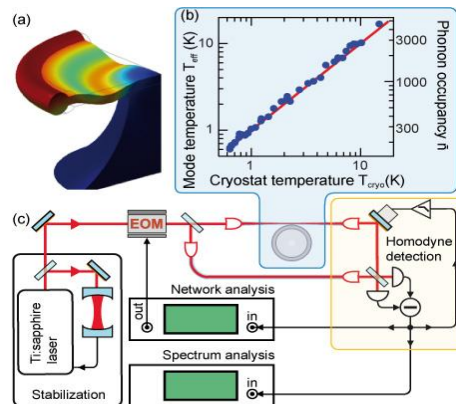 (a)
(b)
Mode temperature T_eff (K)
10
1
Phonon occupancy n̄
3000
1000
300
1
10
Cryostat temperature T_cryo(K)
(c)
EOM
Homodyne
detection
Network analysis
out
in
Ti:sapphire
laser
Spectrum analysis
in
Stabilization